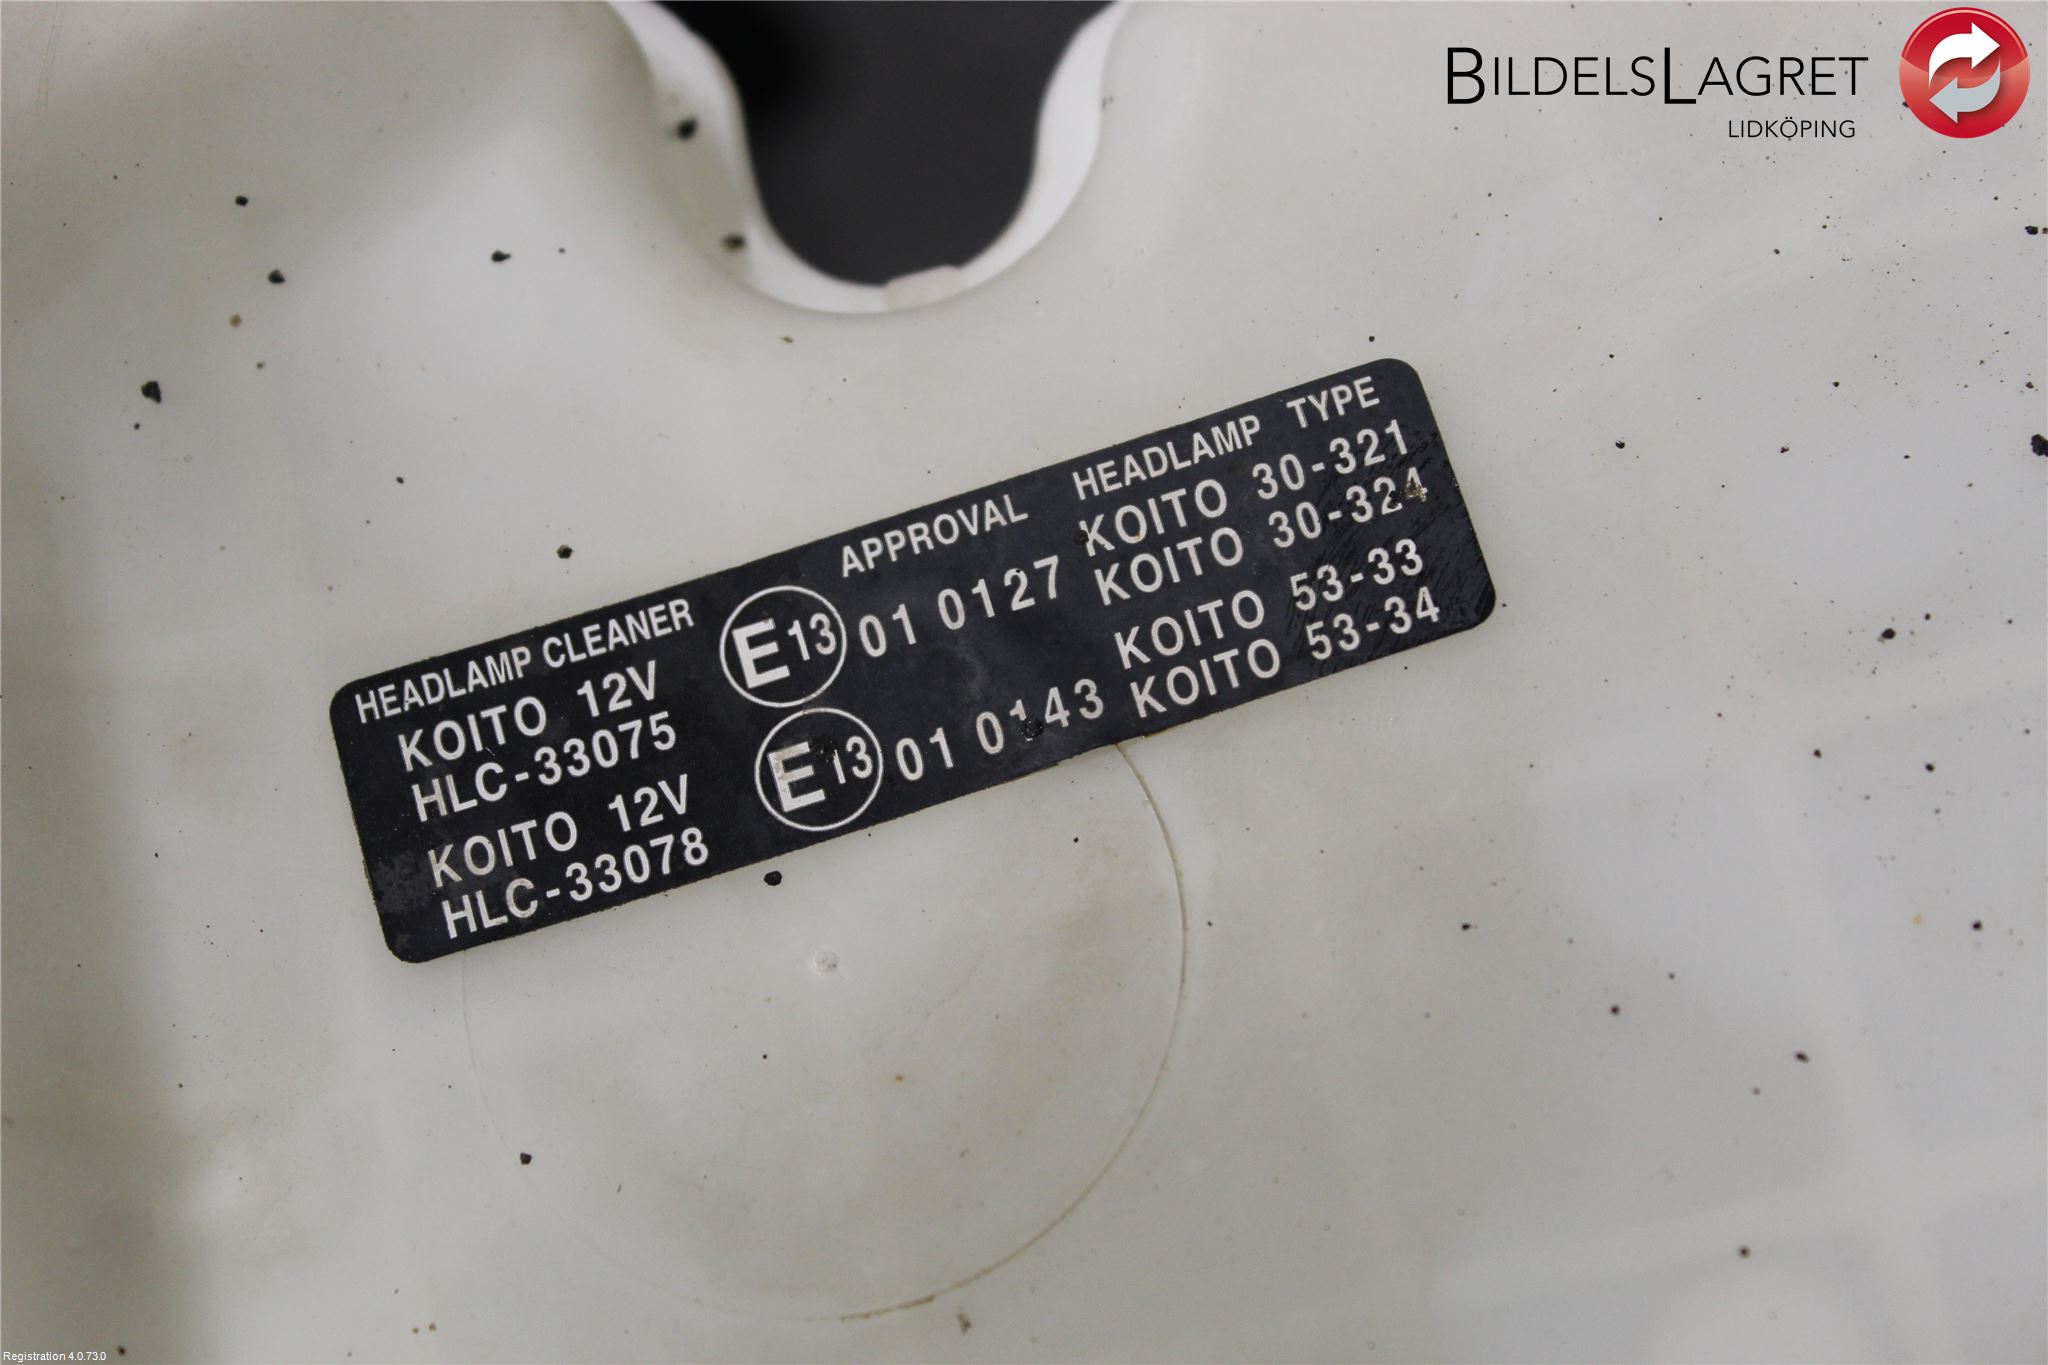 BILDELSLAGRET
LIDKÖPING
HEADLAMP CLEANER APPROVAL HEADLAMP TYPE
KOITO 12V E13 01 0127 KOITO 30-321
HLC-33075 KOITO 30-324
KOITO 12V E13 01 0143 KOITO 53-33
HLC-33078 KOITO 53-34
Registration 4.0.73.0